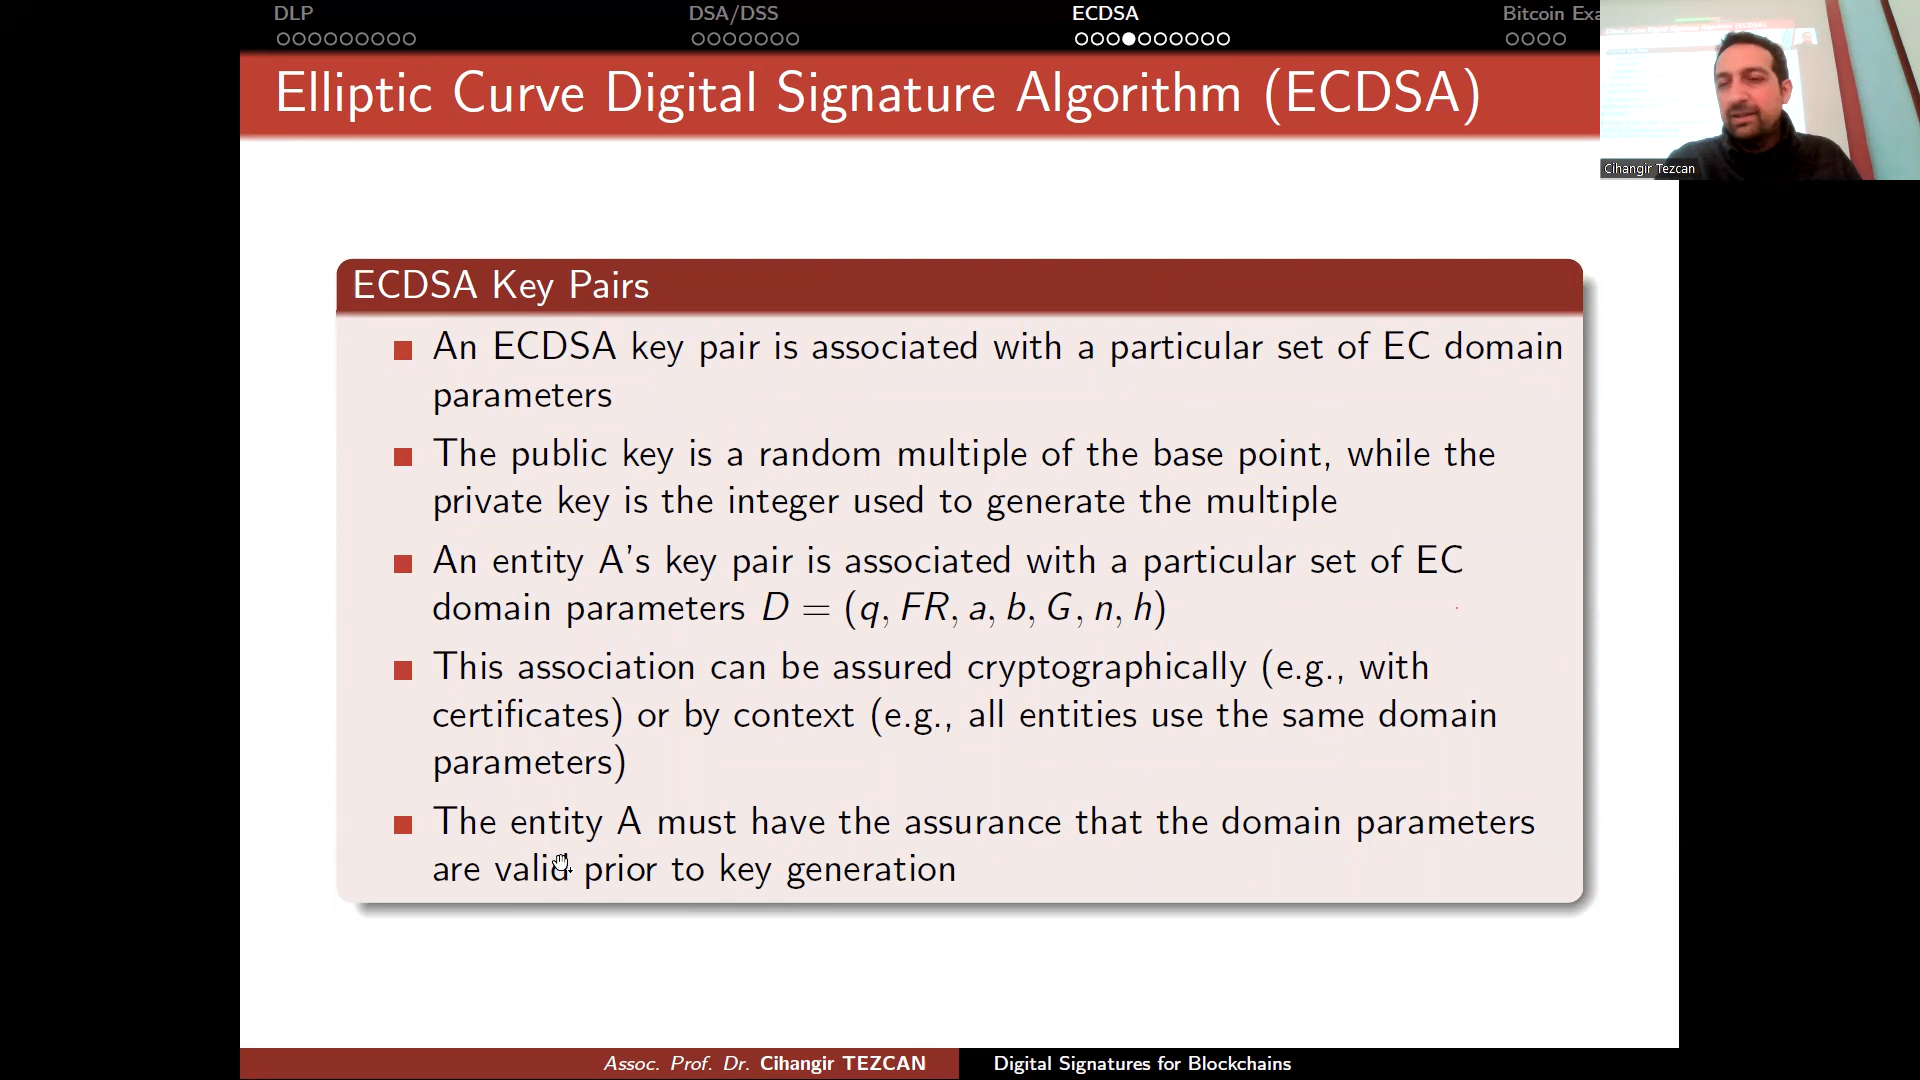 DLP
DSA/DSS
ECDSA
Bitcoin Exa
Elliptic Curve Digital Signature Algorithm (ECDSA)
Cihangir Tezcan
ECDSA Key Pairs
An ECDSA key pair is associated with a particular set of EC domain
parameters
The public key is a random multiple of the base point, while the
private key is the integer used to generate the multiple
An entity A's key pair is associated with a particular set of EC
domain parameters D = (q, FR, a, b, G, n, h)
This association can be assured cryptographically (e.g., with
certificates) or by context (e.g., all entities use the same domain
parameters)
The entity A must have the assurance that the domain parameters
are valid prior to key generation
Assoc. Prof. Dr. Cihangir TEZCAN
Digital Signatures for Blockchains